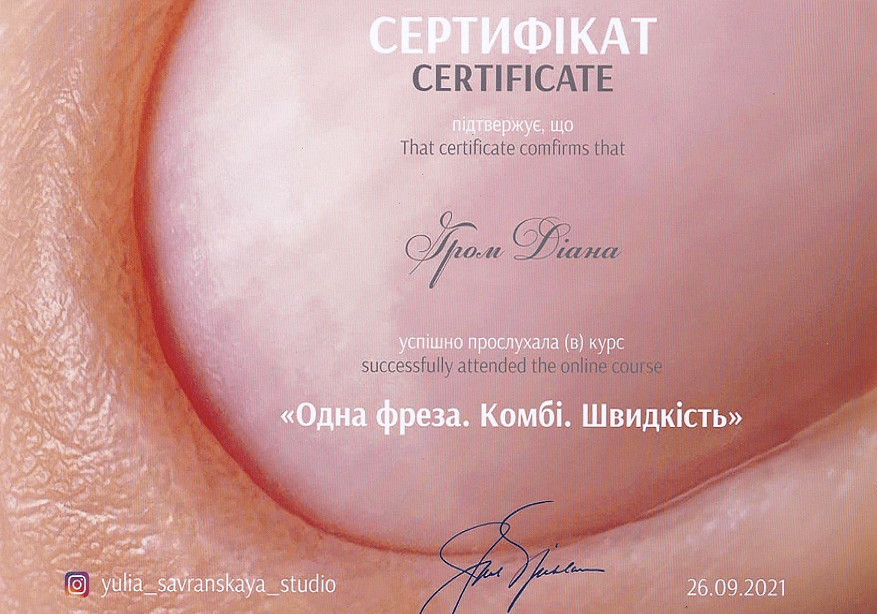 СЕРТИФІКАТ
CERTIFICATE
підтвержує, що
That certificate comfirms that
Гром Діана
успішно прослухала (в) курс
successfully attended the online course
«Одна фреза. Комбі. Швидкість»
yulia_savranskaya_studio
26.09.2021